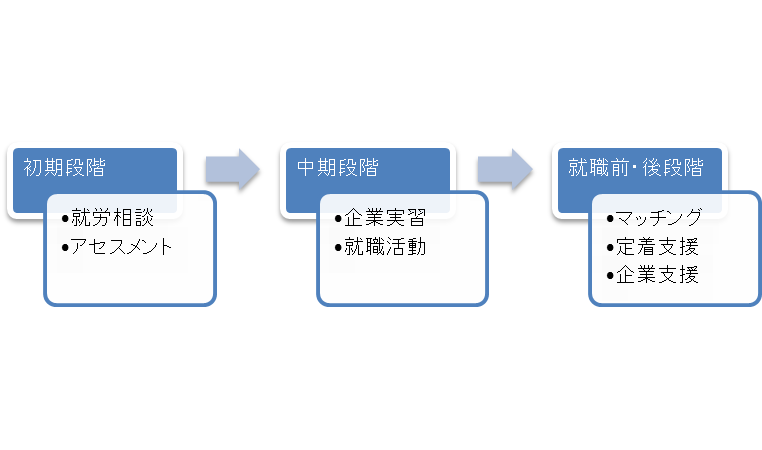 初期段階
•就労相談
•アセスメント
中期段階
•企業実習
•就職活動
就職前・後段階
•マッチング
•定着支援
•企業支援